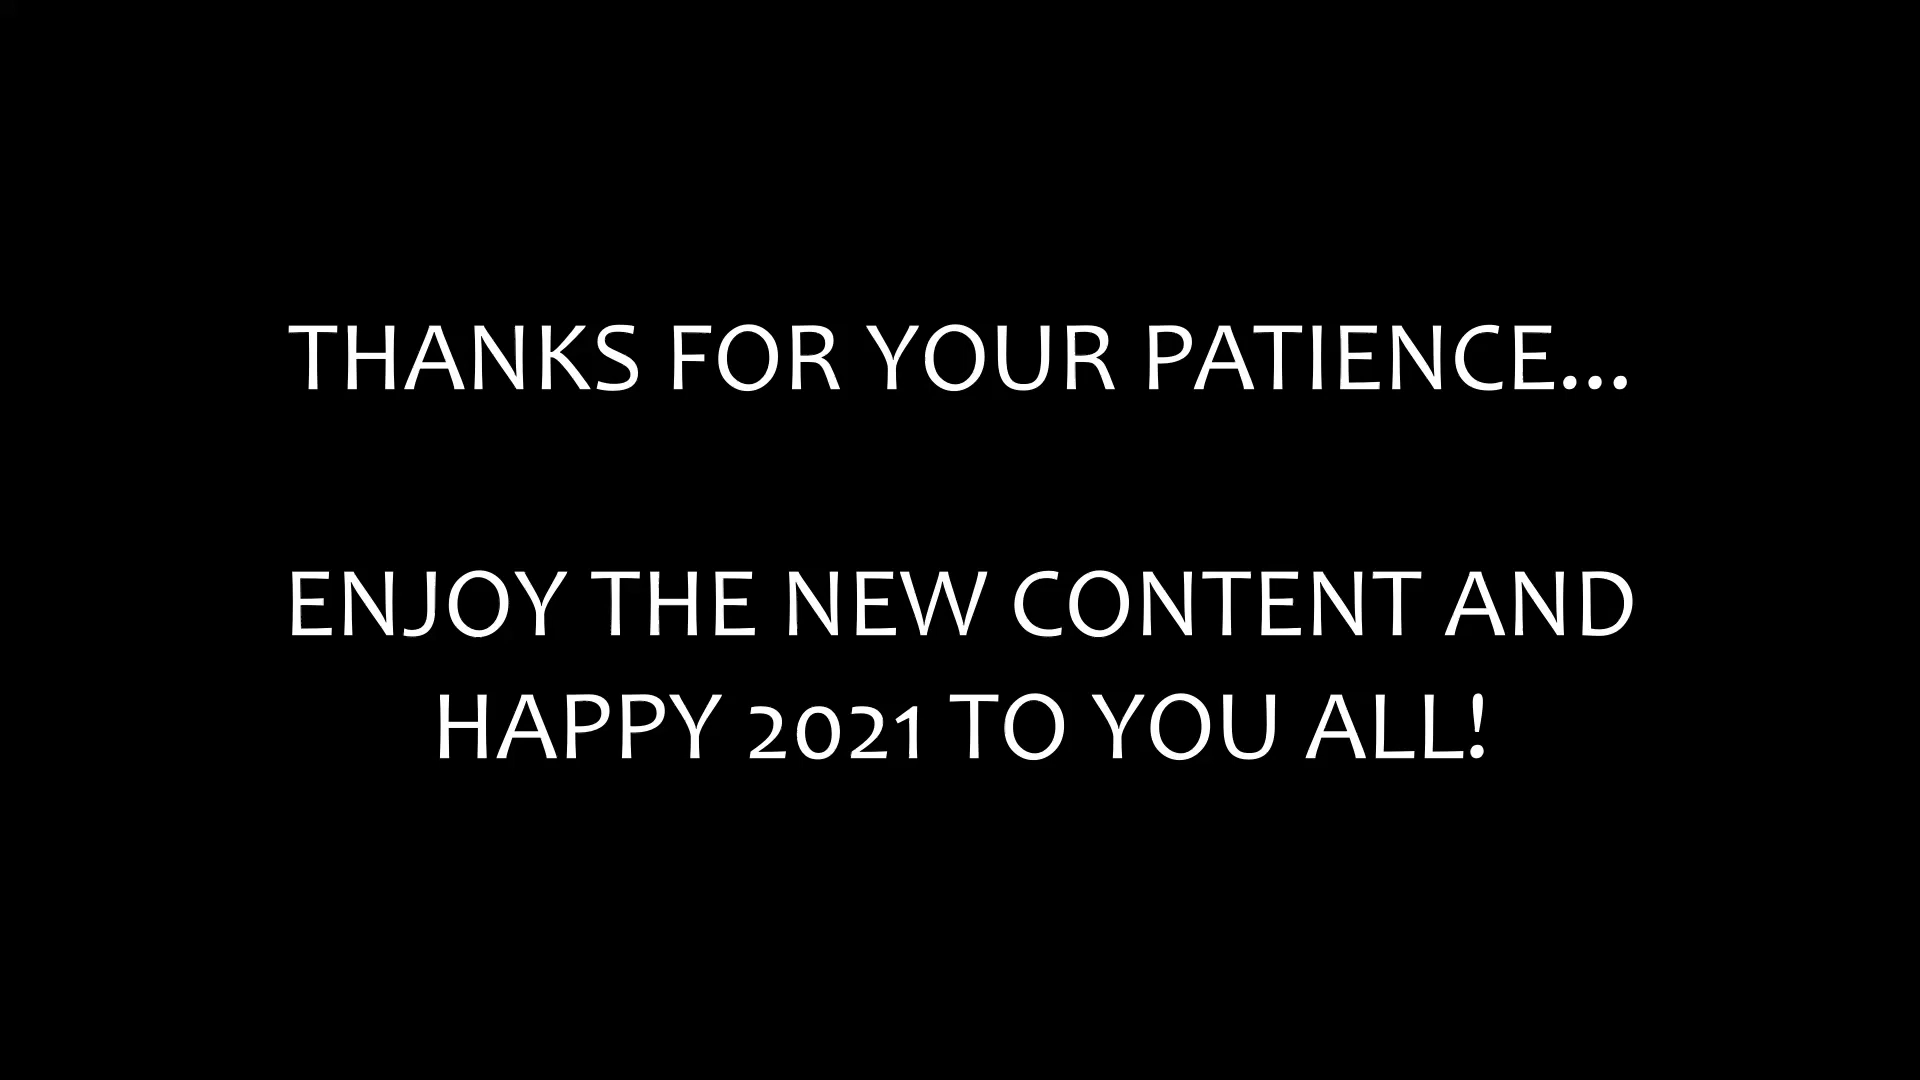 THANKS FOR YOUR PATIENCE...
ENJOY THE NEW CONTENT AND
HAPPY 2021 TO YOU ALL!